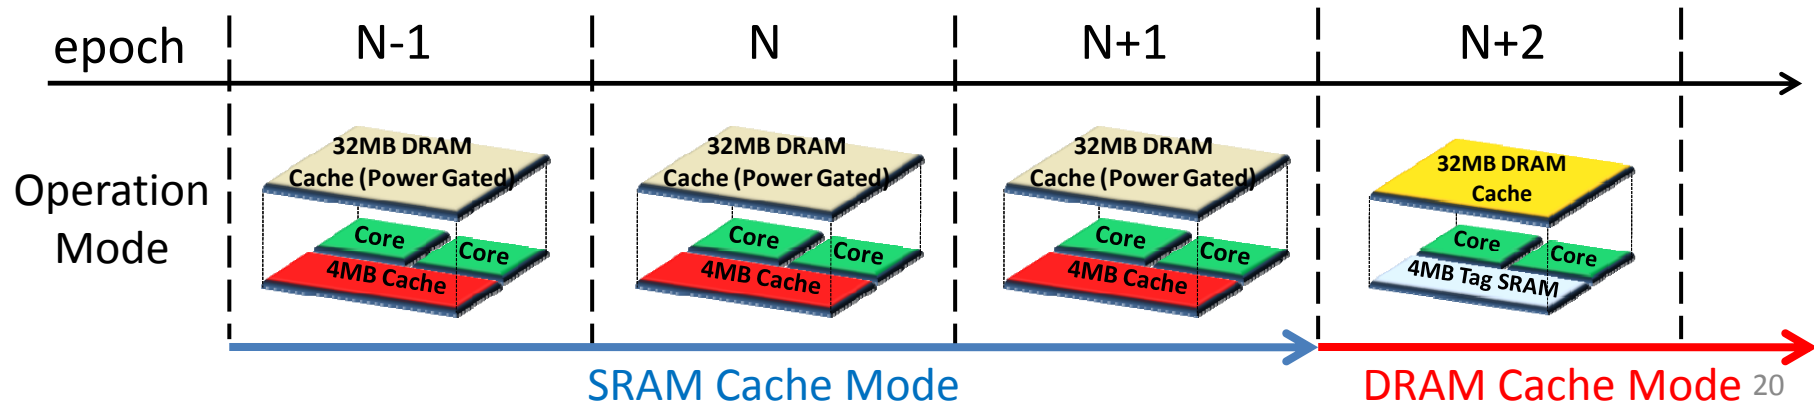 epoch
N-1
N
N+1
N+2
Operation
Mode
32MB DRAM
Cache (Power Gated)
Core
Core
4MB Cache
32MB DRAM
Cache (Power Gated)
Core
Core
4MB Cache
32MB DRAM
Cache (Power Gated)
Core
Core
4MB Cache
32MB DRAM
Cache
Core
Core
4MB Tag SRAM
SRAM Cache Mode
DRAM Cache Mode
20